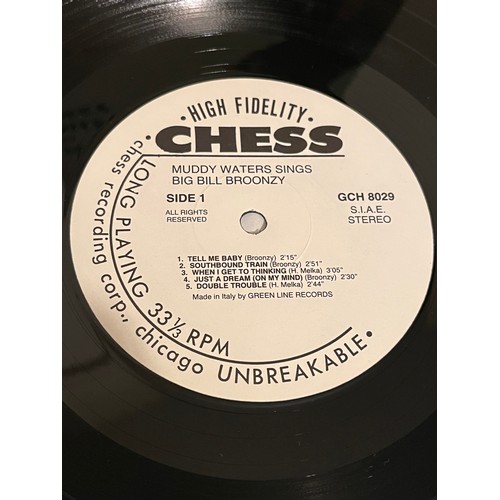 • HIGH FIDELITY •
CHESS
MUDDY WATERS SINGS
BIG BILL BROONZY
SIDE 1
GCH 8029
ALL RIGHTS
RESERVED
S.I.A.E.
STEREO
1. TELL ME BABY (Broonzy) 2'15"
2. SOUTHBOUND TRAIN (Broonzy) 2'51"
3. WHEN I GET TO THINKING (H. Melka) 3'05"
4. JUST A DREAM (ON MY MIND) (Broonzy) 2'30"
5. DOUBLE TROUBLE (H. Melka) 2'44"
Made in Italy by GREEN LINE RECORDS
LONG PLAYING 33 1/3 RPM
• chess recording corp., chicago UNBREAKABLE •